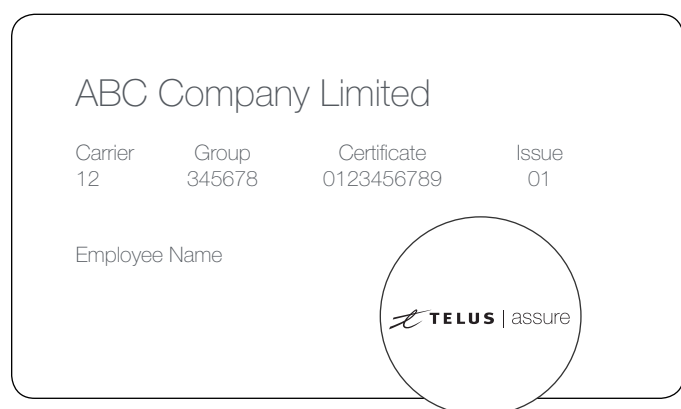 ABC Company Limited
Carrier Group Certificate Issue
12 345678 0123456789 01
Employee Name
TELUS | assure